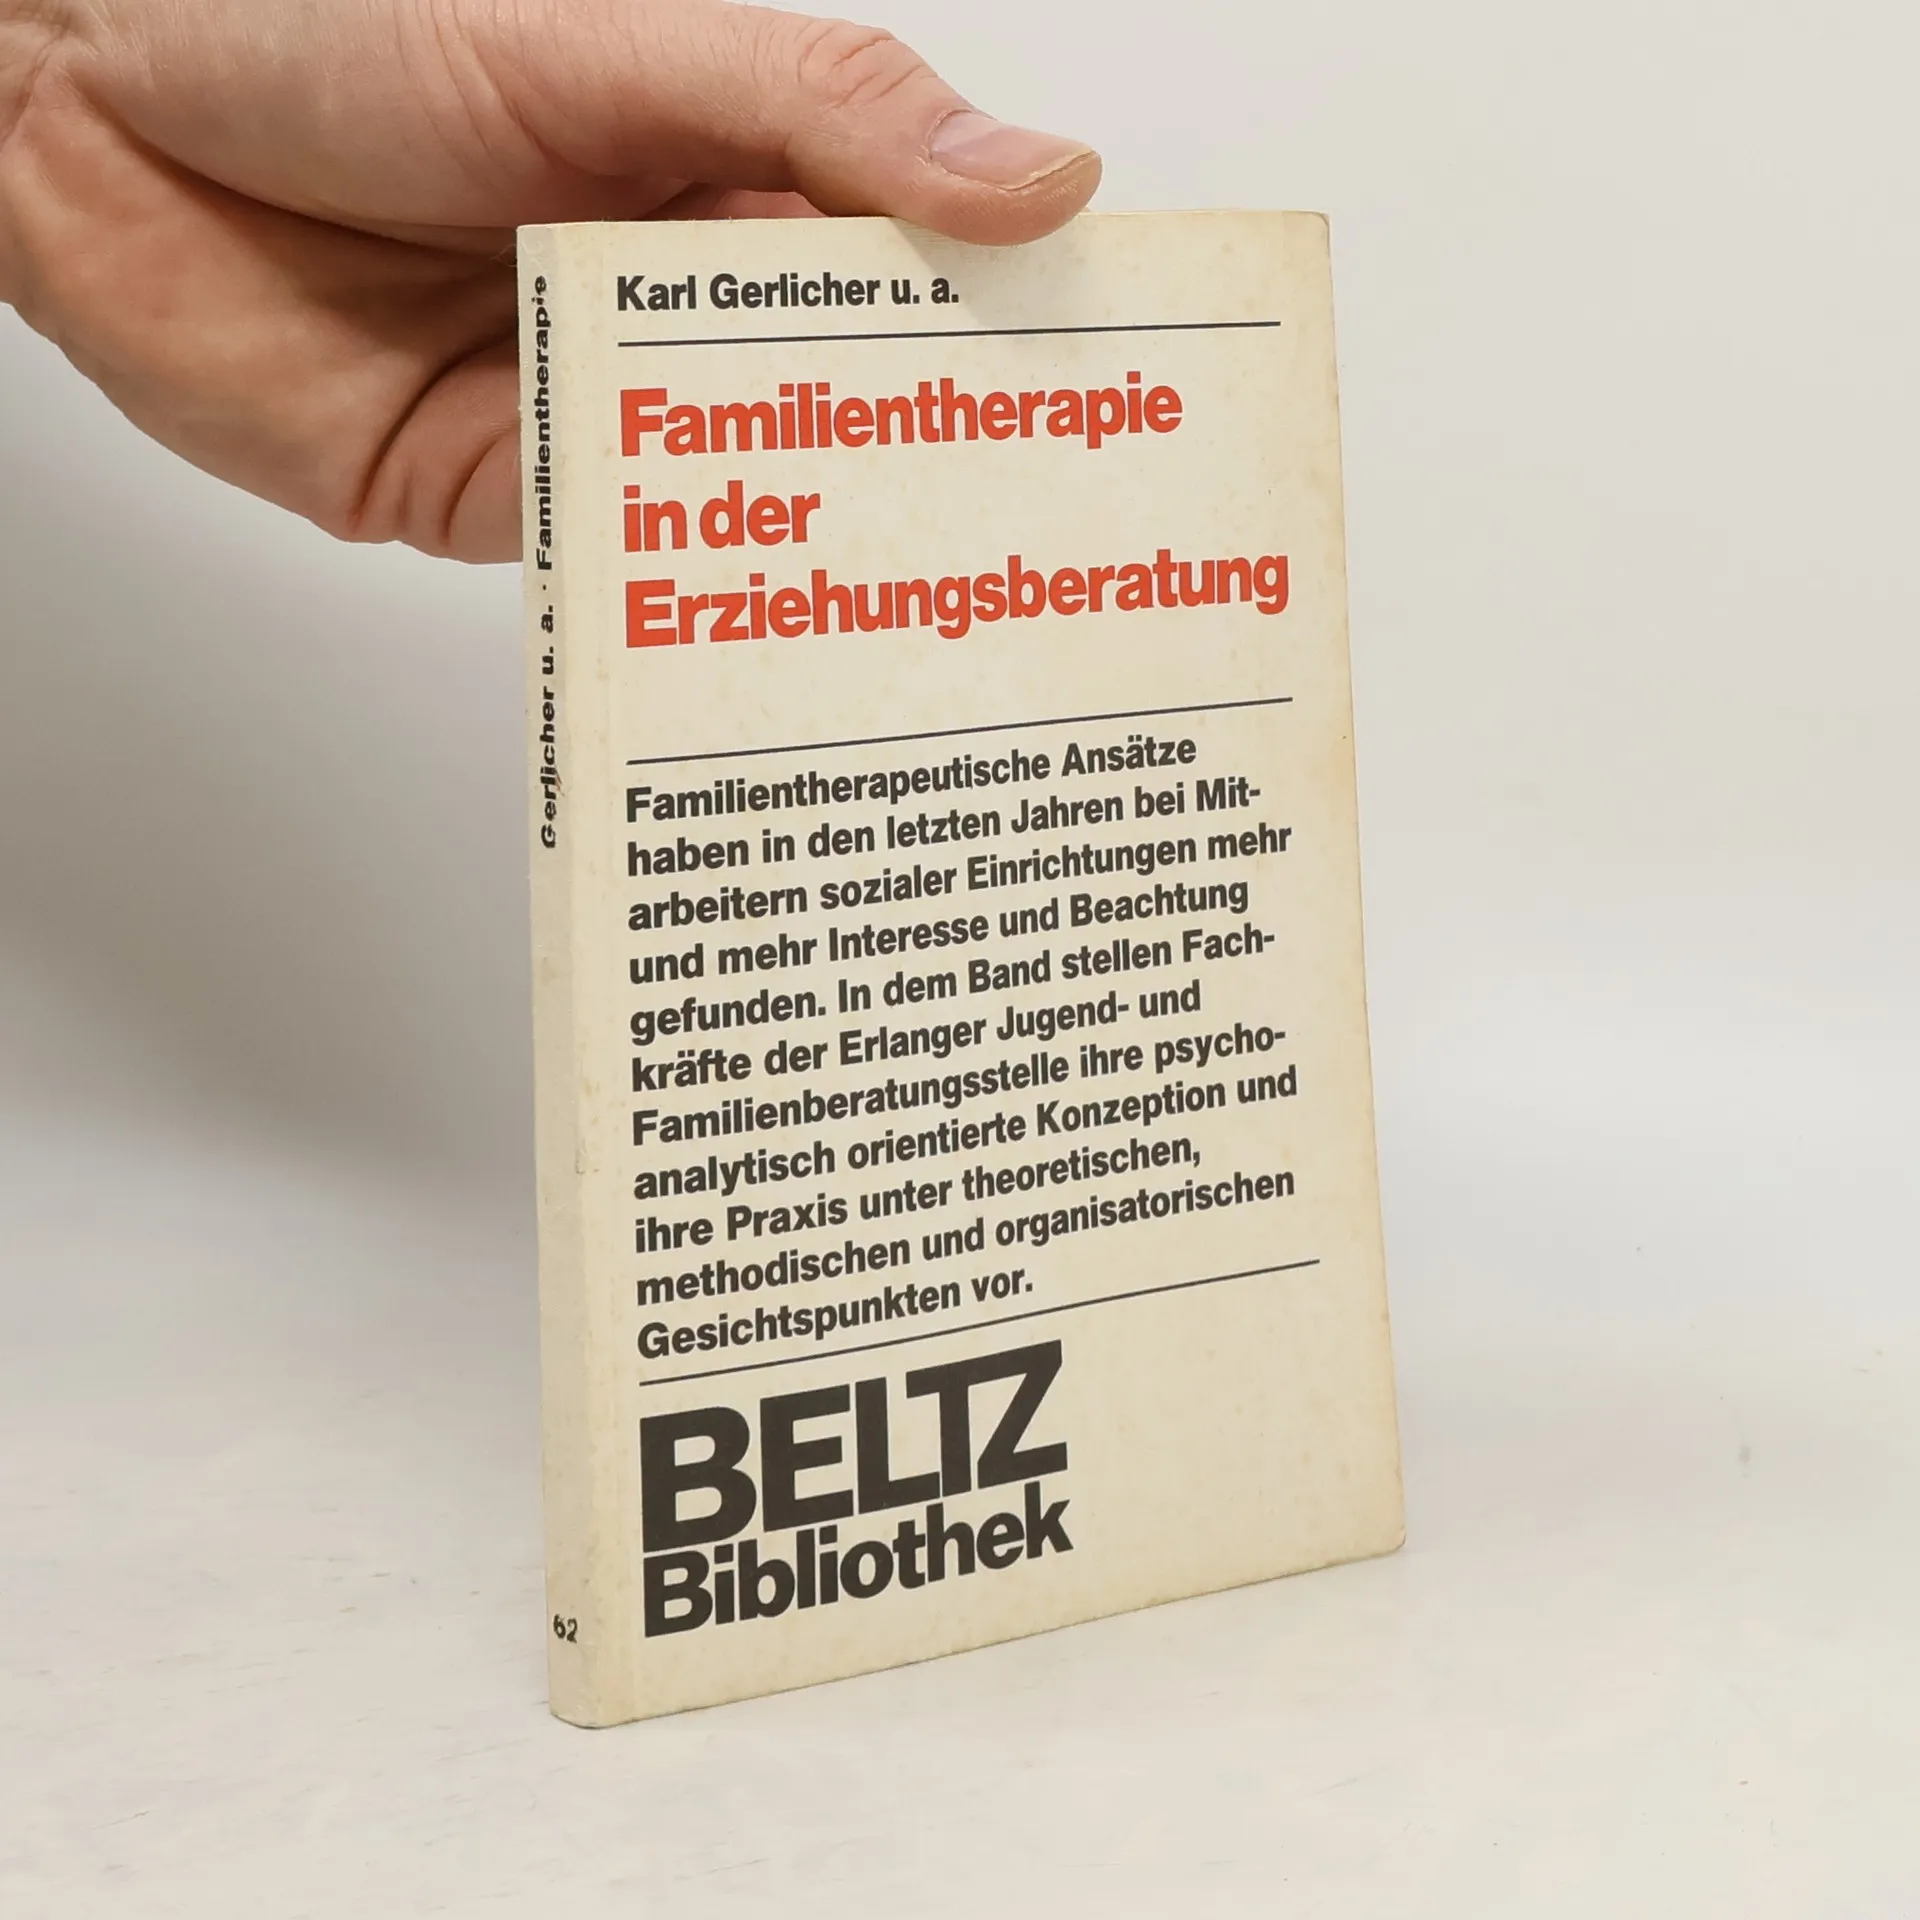 Karl Gerlicher u. a.
Familientherapie
in der
Erziehungsberatung
Familientherapeutische Ansätze
haben in den letzten Jahren bei Mit-
arbeitern sozialer Einrichtungen mehr
und mehr Interesse und Beachtung
gefunden. In dem Band stellen Fach-
kräfte der Erlanger Jugend- und
Familienberatungsstelle ihre psycho-
analytisch orientierte Konzeption und
ihre Praxis unter theoretischen,
methodischen und organisatorischen
Gesichtspunkten vor.
BELTZ
Bibliothek
Gerlicher u. a. · Familientherapie
62